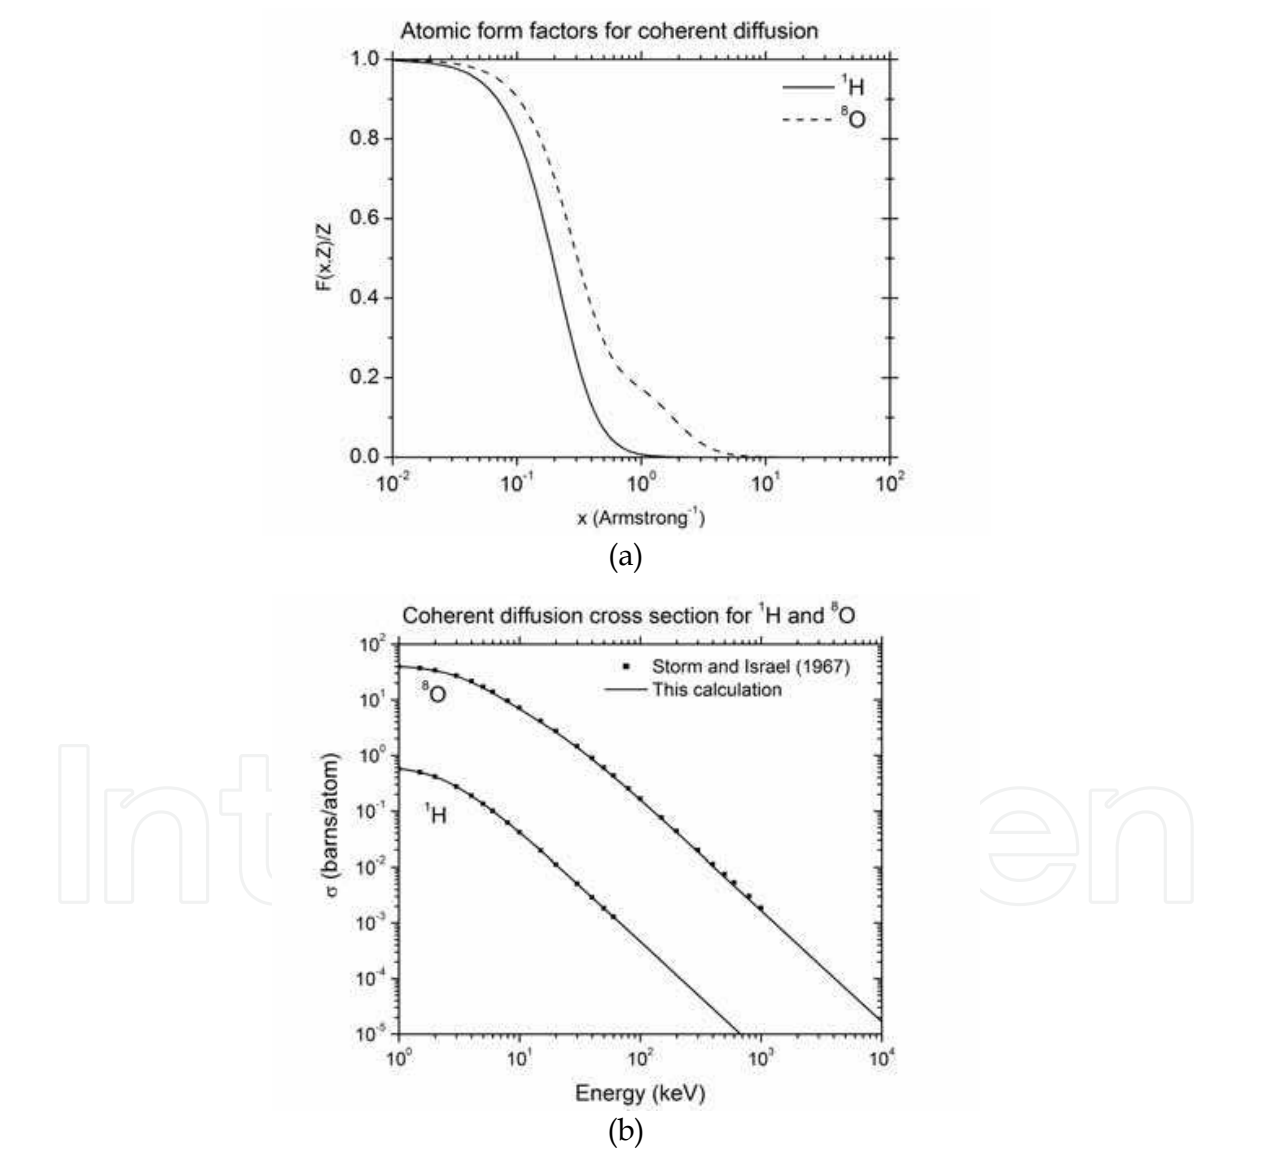 Atomic form factors for coherent diffusion
1.0
0.8
0.6
0.4
0.2
0.0
F(x,Z)/Z
¹H
⁸O
10⁻² 10⁻¹ 10⁰ 10¹ 10²
x (Armstrong⁻¹)
(a)
Coherent diffusion cross section for ¹H and ⁸O
10²
10¹
10⁰
10⁻¹
10⁻²
10⁻³
10⁻⁴
10⁻⁵
σ (barns/atom)
Storm and Israel (1967)
This calculation
⁸O
¹H
10⁰ 10¹ 10² 10³ 10⁴
Energy (keV)
(b)
Int en